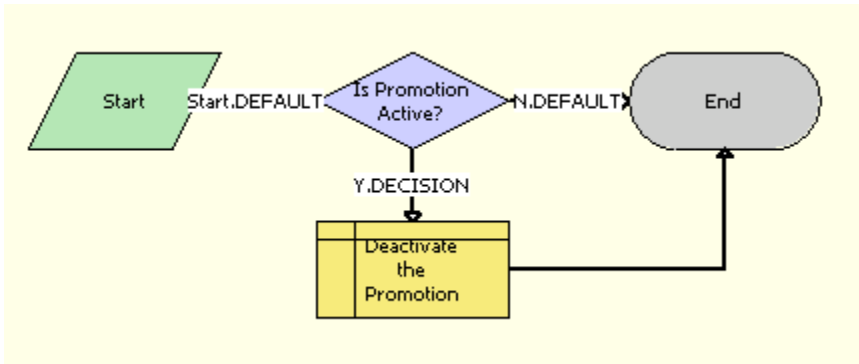 Start
Start.DEFAULT
Is Promotion
Active?
N.DEFAULT
End
Y.DECISION
Deactivate
the
Promotion